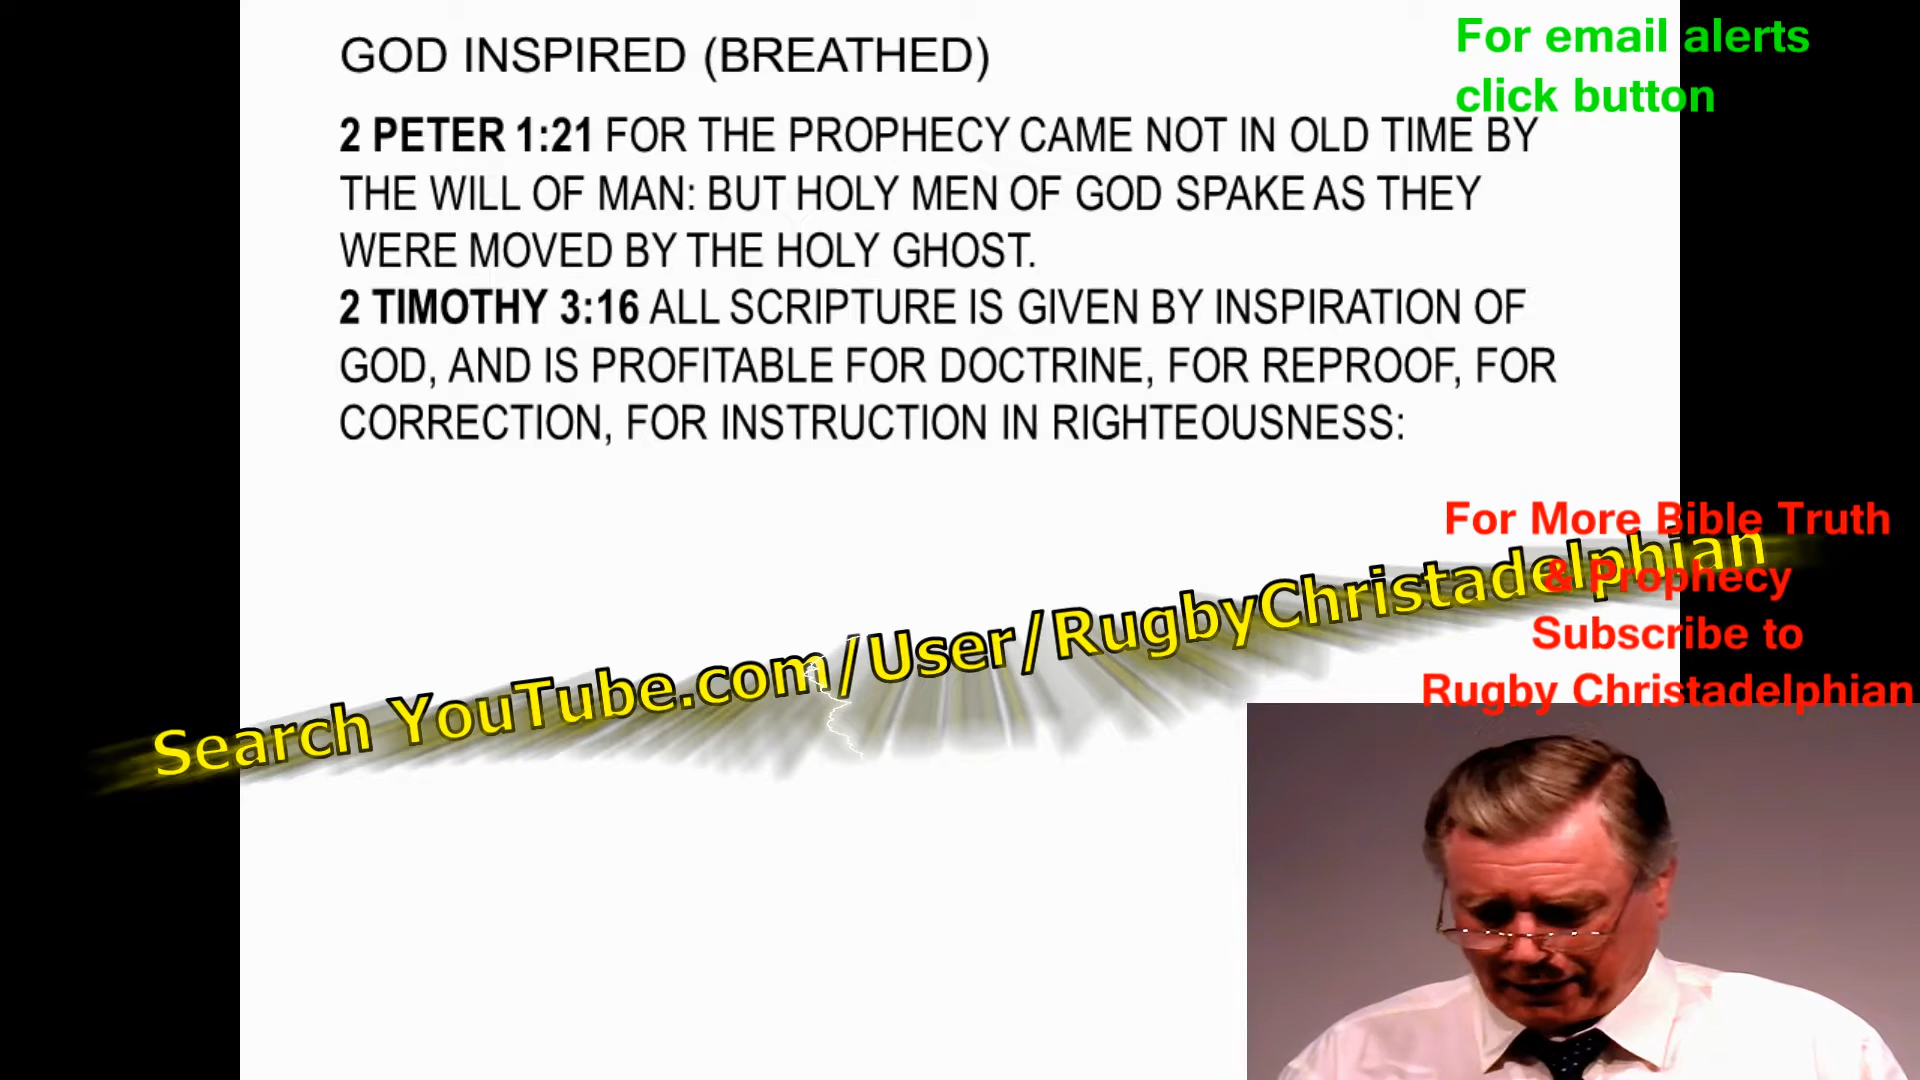 GOD INSPIRED (BREATHED)
2 PETER 1:21 FOR THE PROPHECY CAME NOT IN OLD TIME BY
THE WILL OF MAN: BUT HOLY MEN OF GOD SPAKE AS THEY
WERE MOVED BY THE HOLY GHOST.
2 TIMOTHY 3:16 ALL SCRIPTURE IS GIVEN BY INSPIRATION OF
GOD, AND IS PROFITABLE FOR DOCTRINE, FOR REPROOF, FOR
CORRECTION, FOR INSTRUCTION IN RIGHTEOUSNESS:
For email alerts
click button
Search YouTube.com/User/RugbyChristadelphian
For More Bible Truth
& Prophecy
Subscribe to
Rugby Christadelphian